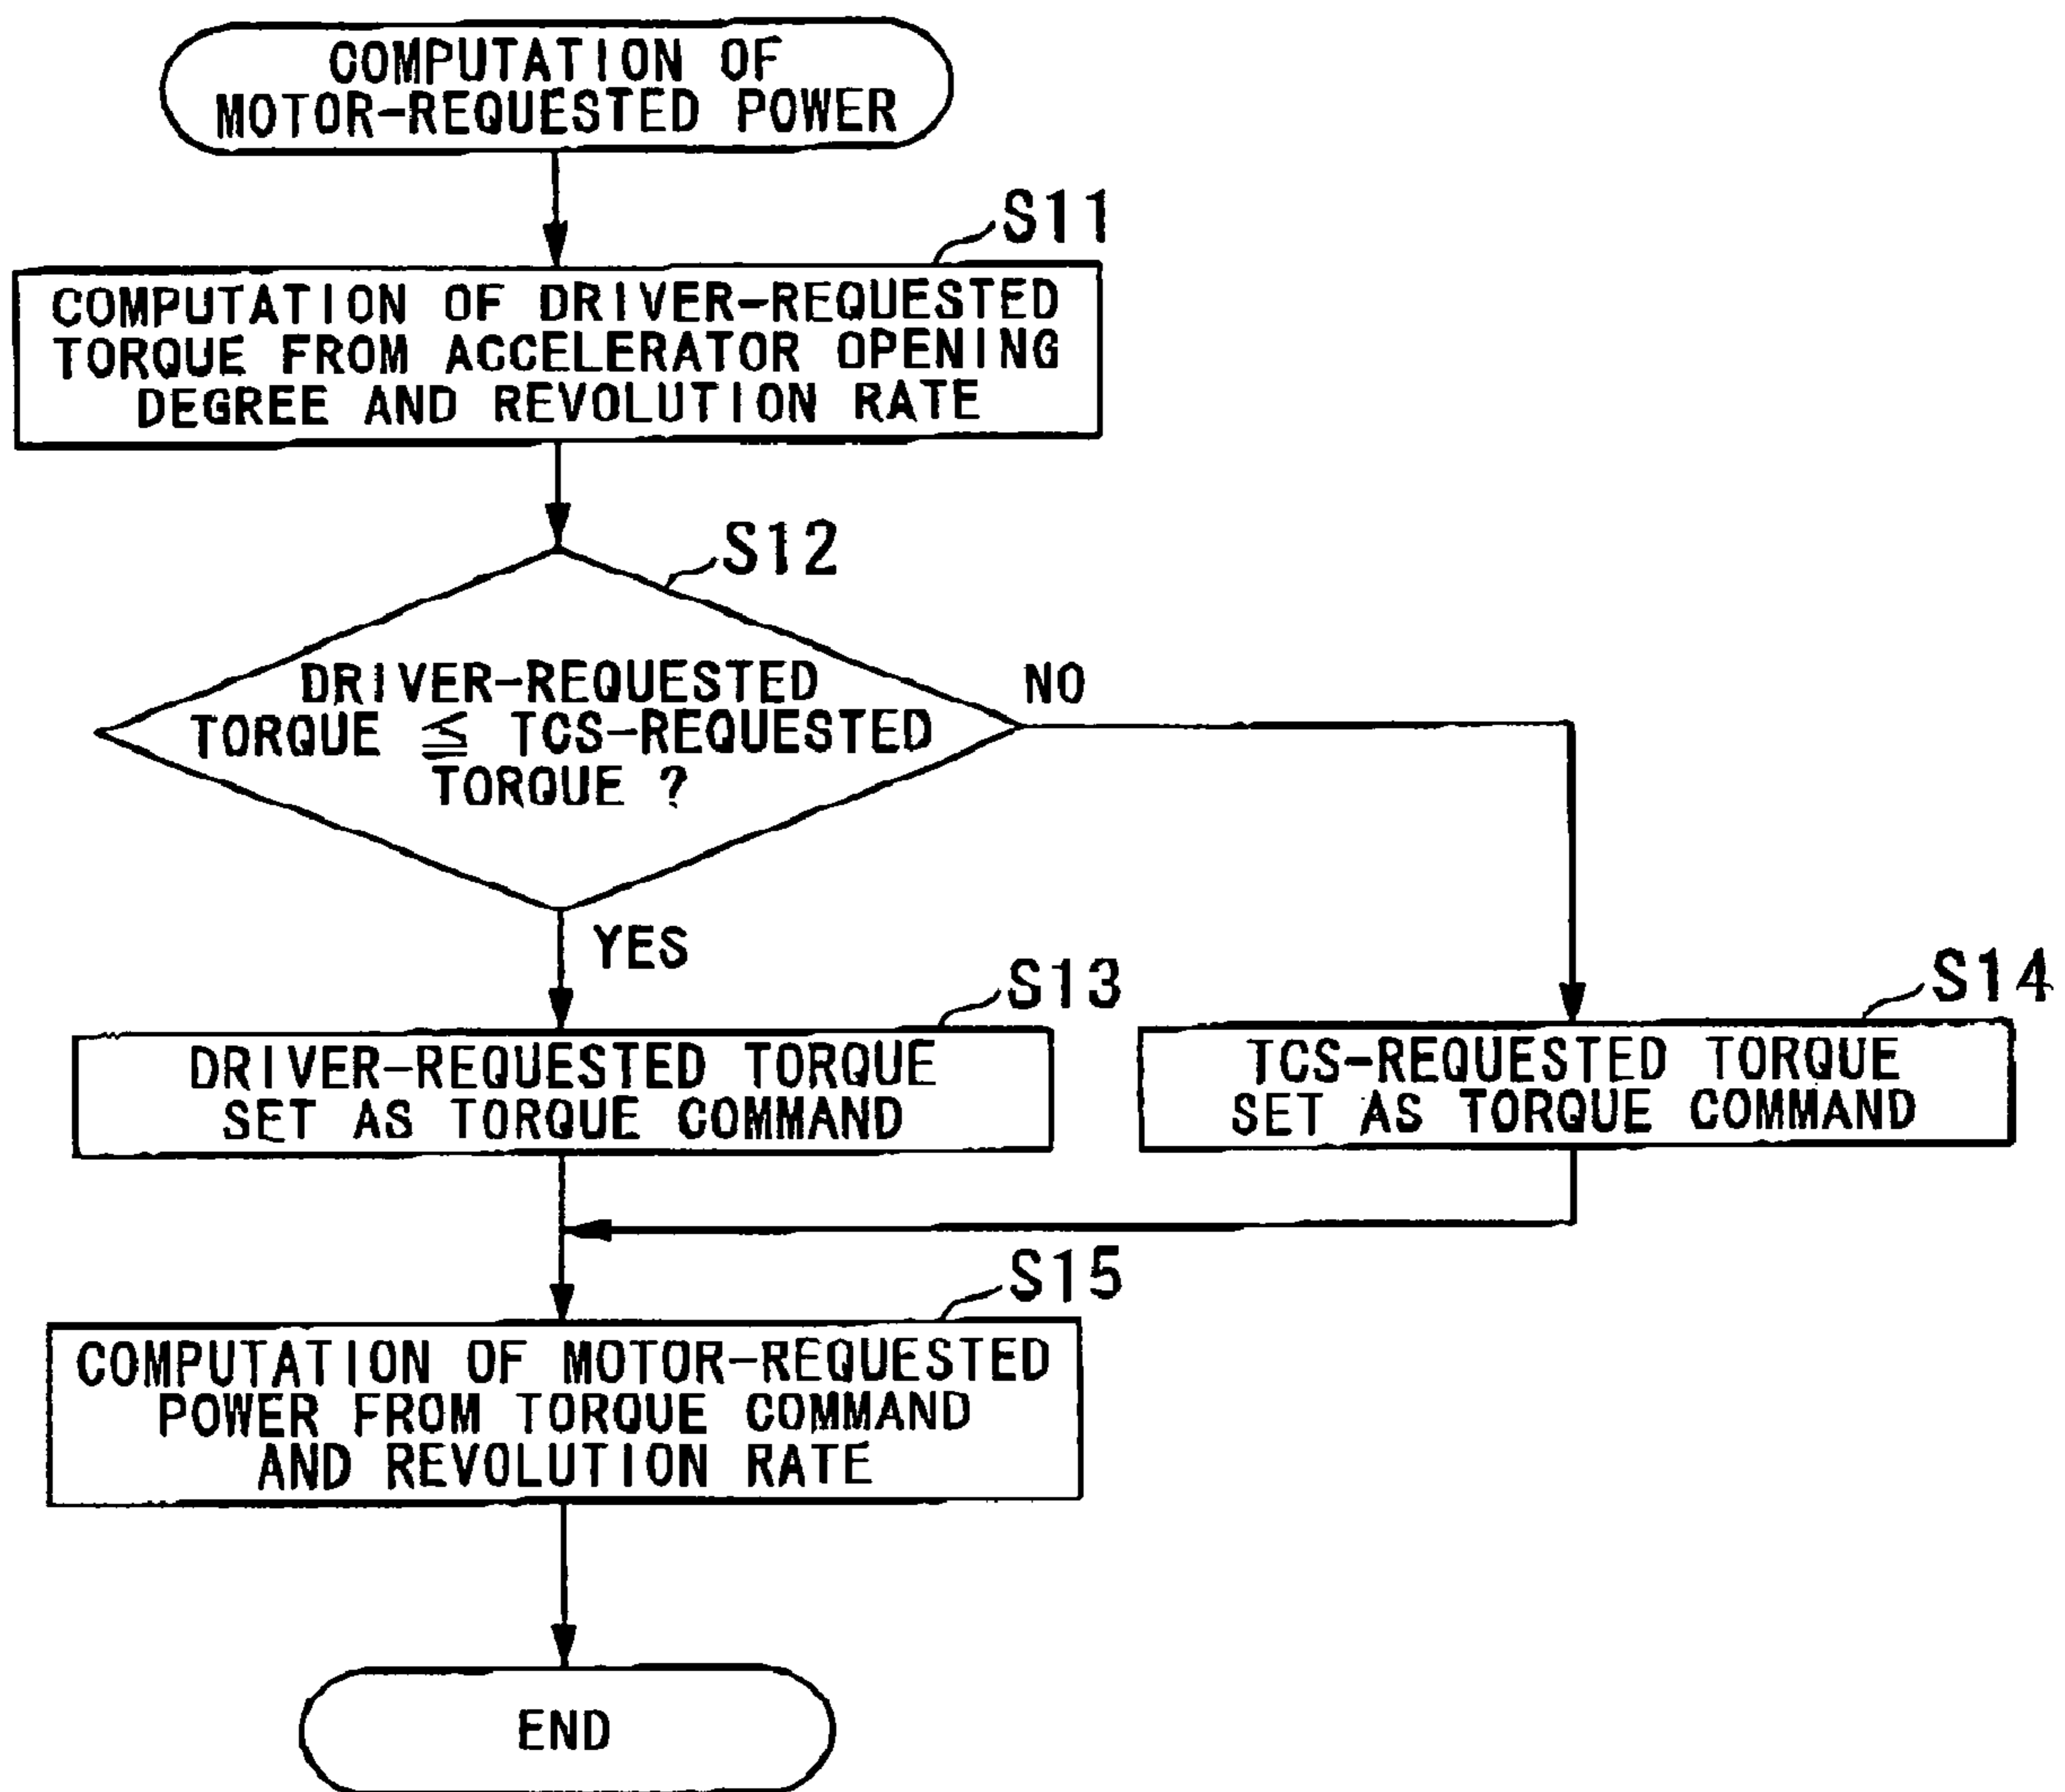 COMPUTATION OF
MOTOR-REQUESTED POWER
S11
COMPUTATION OF DRIVER-REQUESTED
TORQUE FROM ACCELERATOR OPENING
DEGREE AND REVOLUTION RATE
S12
DRIVER-REQUESTED
TORQUE ≦ TCS-REQUESTED
TORQUE ?
NO
YES
S13
DRIVER-REQUESTED TORQUE
SET AS TORQUE COMMAND
S14
TCS-REQUESTED TORQUE
SET AS TORQUE COMMAND
S15
COMPUTATION OF MOTOR-REQUESTED
POWER FROM TORQUE COMMAND
AND REVOLUTION RATE
END